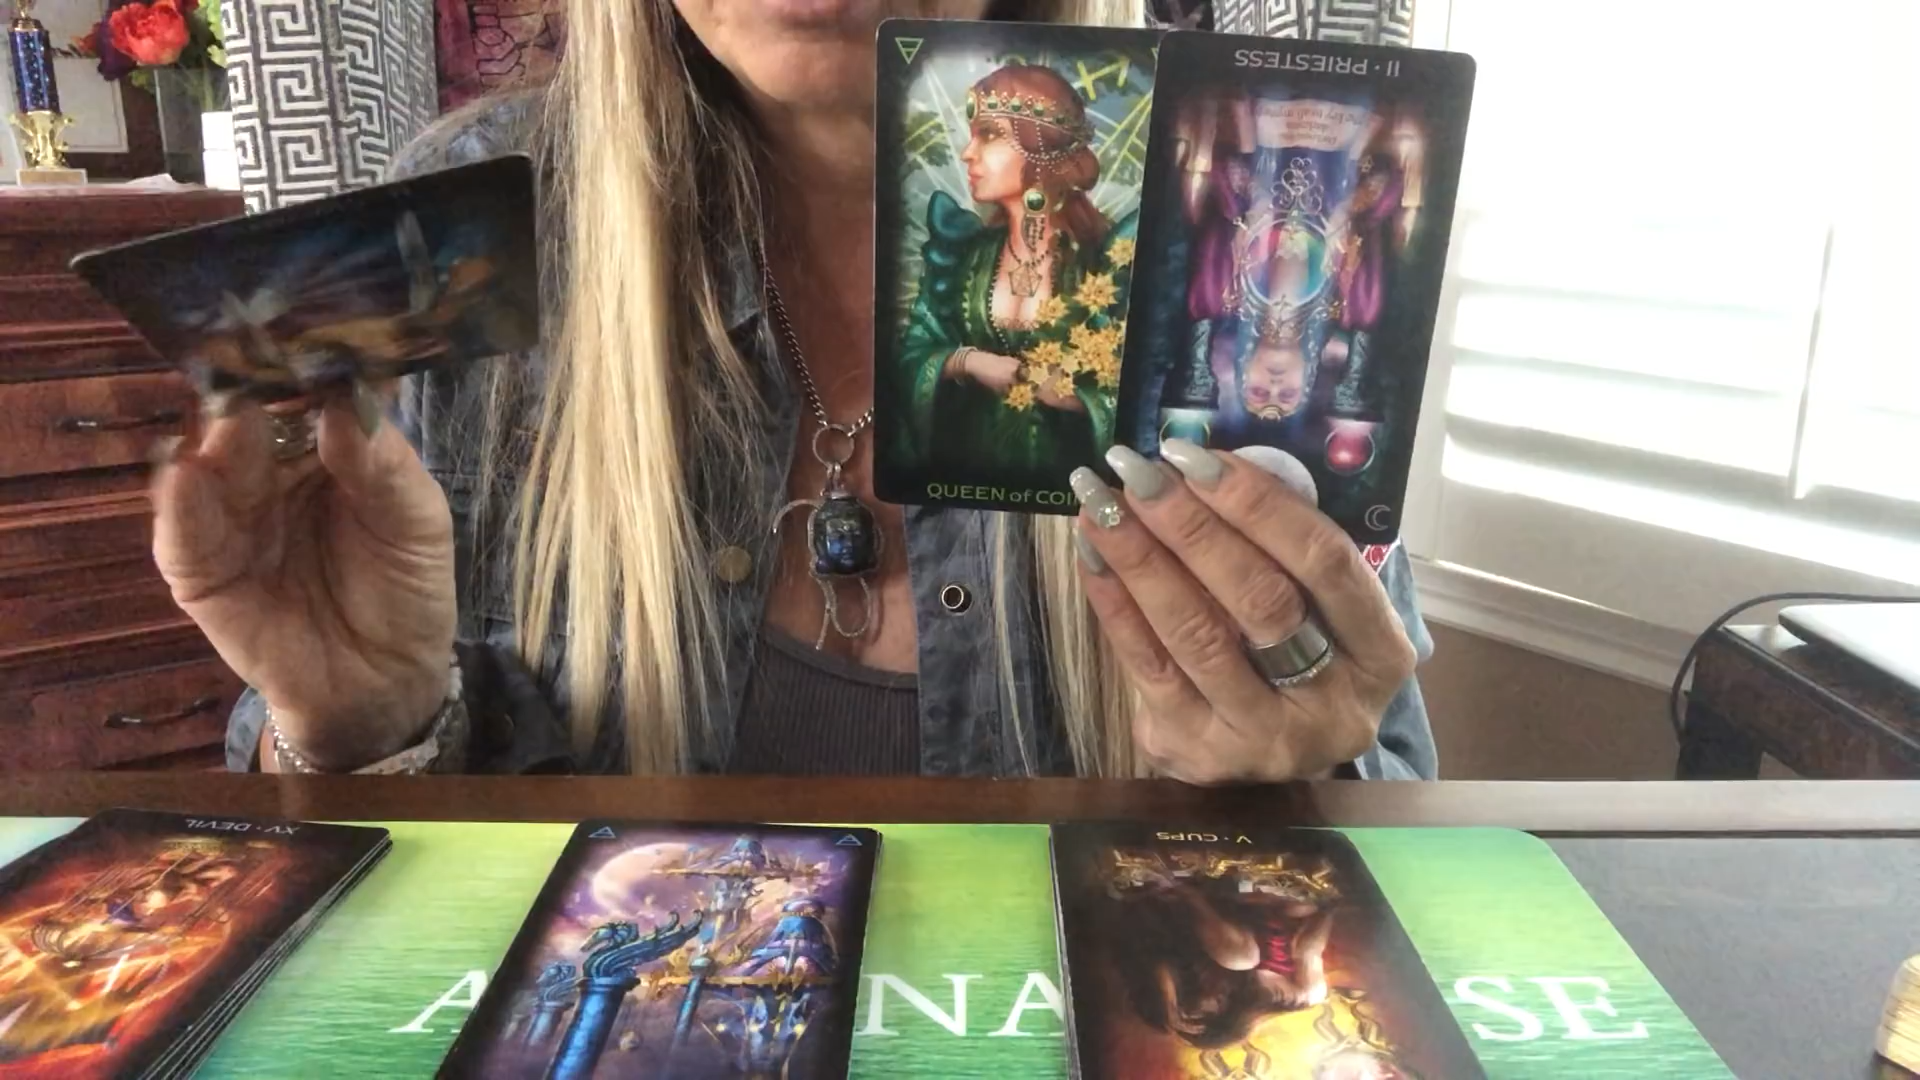 II • PRIESTESS
QUEEN of COI
XV • DEVIL
V • CUPS
A
NA
SE